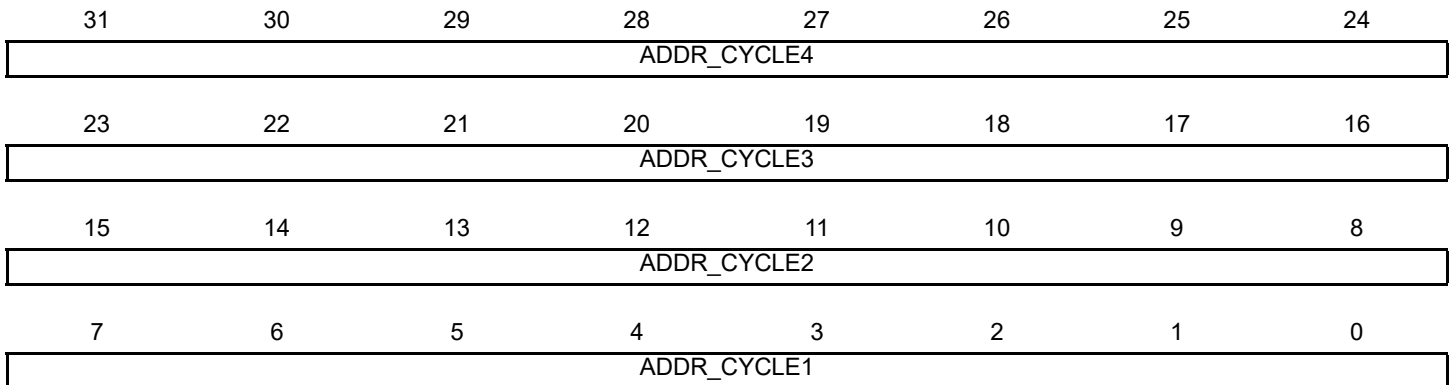 31 30 29 28 27 26 25 24
ADDR_CYCLE4
23 22 21 20 19 18 17 16
ADDR_CYCLE3
15 14 13 12 11 10 9 8
ADDR_CYCLE2
7 6 5 4 3 2 1 0
ADDR_CYCLE1